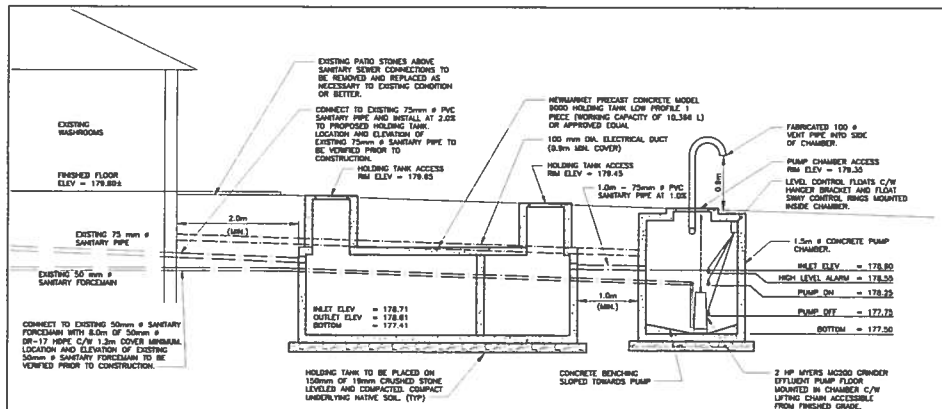 EXISTING PATIO STONES ABOVE
SANITARY SEWER CONNECTIONS TO
BE REMOVED AND REPLACED AS
NECESSARY TO EXISTING CONDITION
OR BETTER.
CONNECT TO EXISTING 75mm ø PVC
SANITARY PIPE AND INSTALL AT 2.0%
TO PROPOSED HOLDING TANK.
LOCATION AND ELEVATION OF
EXISTING 75mm ø SANITARY PIPE TO
BE VERIFIED PRIOR TO
CONSTRUCTION.
HOLDING TANK ACCESS
RIM ELEV = 179.65
NEWMARKET PRECAST CONCRETE MODEL
9000 HOLDING TANK LOW PROFILE 1
PIECE (WORKING CAPACITY OF 10,386 L)
OR APPROVED EQUAL
100 mm DIA. ELECTRICAL DUCT
(0.9m MIN. COVER)
HOLDING TANK ACCESS
RIM ELEV = 179.45
1.0m - 75mm ø PVC
SANITARY PIPE AT 1.0%
FABRICATED 100 ø
VENT PIPE INTO SIDE
OF CHAMBER.
0.9m
PUMP CHAMBER ACCESS
RIM ELEV = 179.35
LEVEL CONTROL FLOATS C/W
HANGER BRACKET AND FLOAT
SWAY CONTROL RINGS MOUNTED
INSIDE CHAMBER.
EXISTING
WASHROOMS
FINISHED FLOOR
ELEV = 179.80±
2.0m
(MIN.)
EXISTING 75 mm ø
SANITARY PIPE
EXISTING 50 mm ø
SANITARY FORCEMAIN
1.5m ø CONCRETE PUMP
CHAMBER.
INLET ELEV = 178.90
HIGH LEVEL ALARM = 178.55
PUMP ON = 178.25
PUMP OFF = 177.75
BOTTOM = 177.50
1.0m
(MIN.)
INLET ELEV = 178.71
OUTLET ELEV = 178.61
BOTTOM = 177.41
CONNECT TO EXISTING 50mm ø SANITARY
FORCEMAIN WITH 8.0m OF 50mm ø
DR-17 HDPE C/W 1.2m COVER MINIMUM.
LOCATION AND ELEVATION OF EXISTING
50mm ø SANITARY FORCEMAIN TO BE
VERIFIED PRIOR TO CONSTRUCTION.
HOLDING TANK TO BE PLACED ON
150mm OF 19mm CRUSHED STONE
LEVELED AND COMPACTED. COMPACT
UNDERLYING NATIVE SOIL. (TYP)
CONCRETE BENCHING
SLOPED TOWARDS PUMP
2 HP MYERS MG200 GRINDER
EFFLUENT PUMP FLOOR
MOUNTED IN CHAMBER C/W
LIFTING CHAIN ACCESSIBLE
FROM FINISHED GRADE.